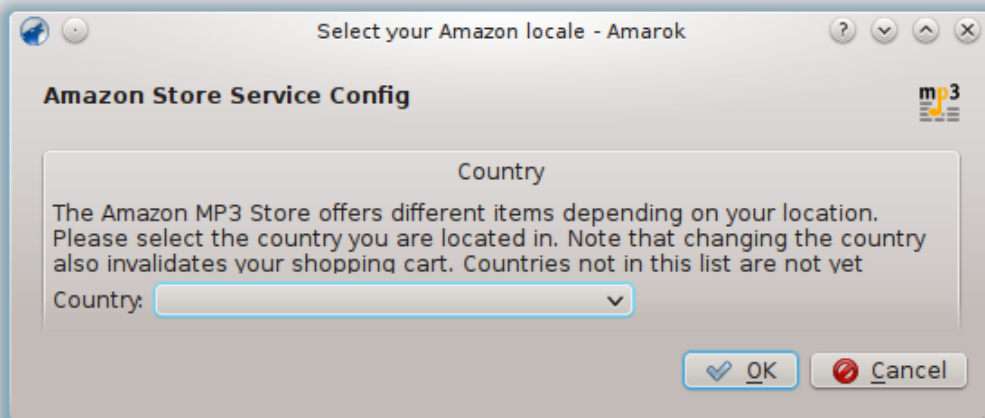 Select your Amazon locale - Amarok
Amazon Store Service Config
mp3
Country
The Amazon MP3 Store offers different items depending on your location.
Please select the country you are located in. Note that changing the country
also invalidates your shopping cart. Countries not in this list are not yet
Country:
OK
Cancel